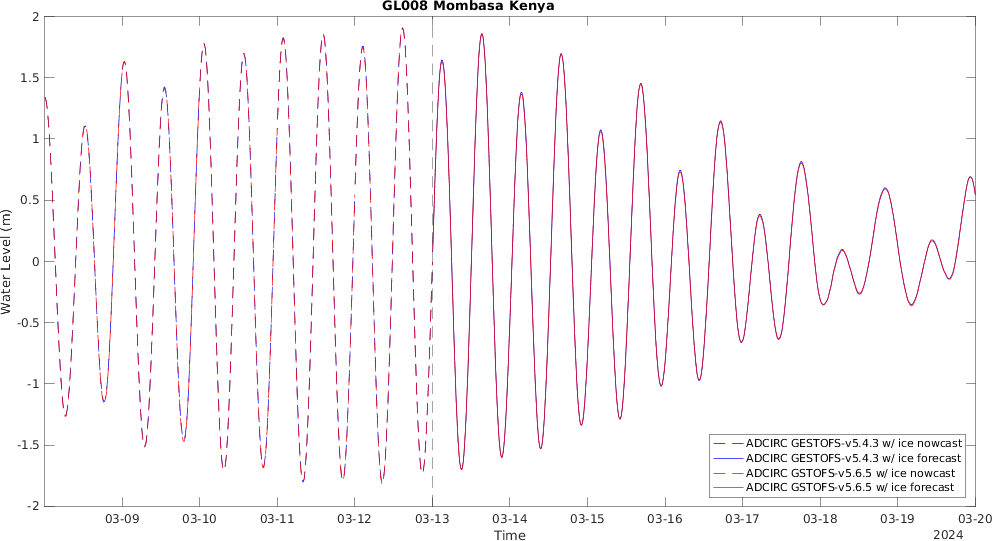 GL008 Mombasa Kenya
2
1.5
1
0.5
0
-0.5
-1
-1.5
-2
Water Level (m)
ADCIRC GESTOFS-v5.4.3 w/ ice nowcast
ADCIRC GESTOFS-v5.4.3 w/ ice forecast
ADCIRC GSTOFS-v5.6.5 w/ ice nowcast
ADCIRC GSTOFS-v5.6.5 w/ ice forecast
03-09 03-10 03-11 03-12 03-13 03-14 03-15 03-16 03-17 03-18 03-19 03-20
Time
2024